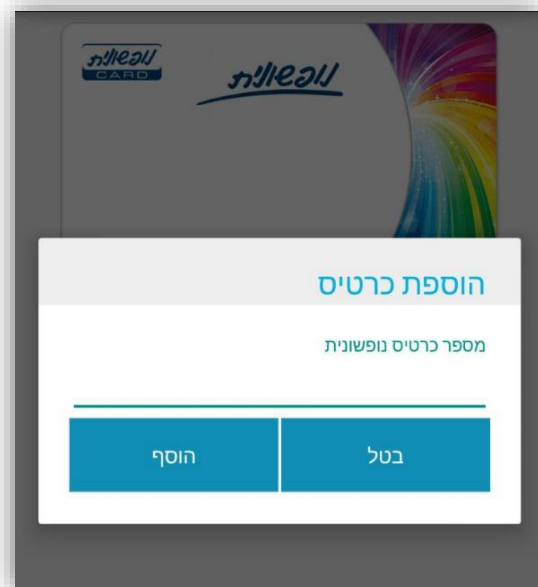 נופשונית
CARD
נופשונית
הוספת כרטיס
מספר כרטיס נופשונית
בטל
הוסף